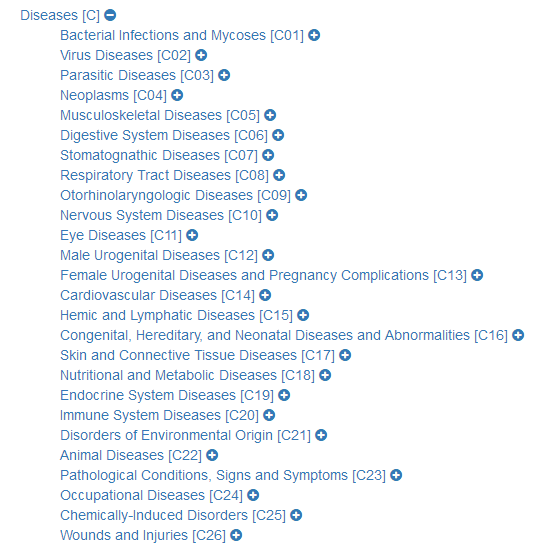 Diseases [C]
Bacterial Infections and Mycoses [C01]
Virus Diseases [C02]
Parasitic Diseases [C03]
Neoplasms [C04]
Musculoskeletal Diseases [C05]
Digestive System Diseases [C06]
Stomatognathic Diseases [C07]
Respiratory Tract Diseases [C08]
Otorhinolaryngologic Diseases [C09]
Nervous System Diseases [C10]
Eye Diseases [C11]
Male Urogenital Diseases [C12]
Female Urogenital Diseases and Pregnancy Complications [C13]
Cardiovascular Diseases [C14]
Hemic and Lymphatic Diseases [C15]
Congenital, Hereditary, and Neonatal Diseases and Abnormalities [C16]
Skin and Connective Tissue Diseases [C17]
Nutritional and Metabolic Diseases [C18]
Endocrine System Diseases [C19]
Immune System Diseases [C20]
Disorders of Environmental Origin [C21]
Animal Diseases [C22]
Pathological Conditions, Signs and Symptoms [C23]
Occupational Diseases [C24]
Chemically-Induced Disorders [C25]
Wounds and Injuries [C26]